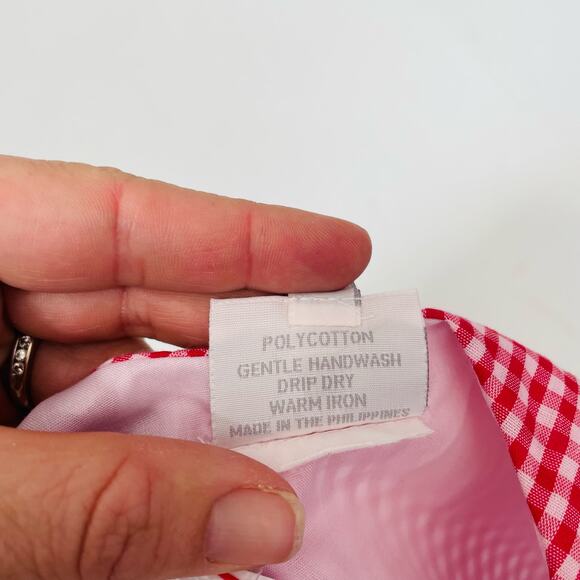 POLYCOTTON
GENTLE HANDWASH
DRIP DRY
WARM IRON
MADE IN THE PHILIPPINES